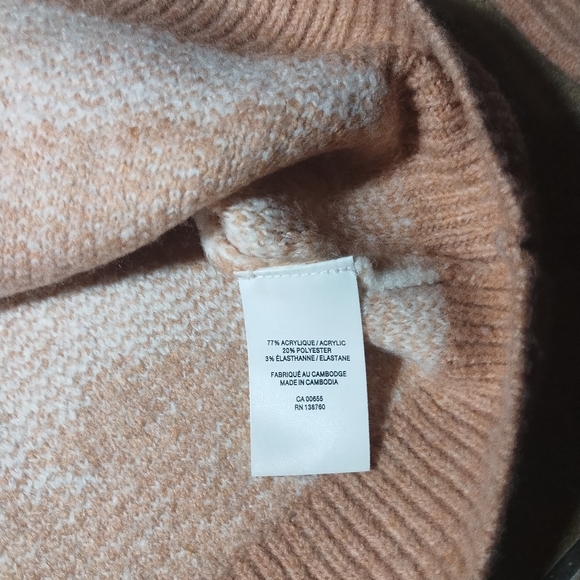 77% ACRYLIQUE / ACRYLIC
20% POLYESTER
3% ÉLASTHANNE / ELASTANE
FABRIQUÉ AU CAMBODGE
MADE IN CAMBODIA
CA 00655
RN 138760